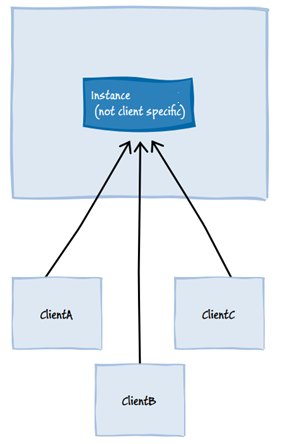 Instance
(not client specific)
ClientA
ClientC
ClientB